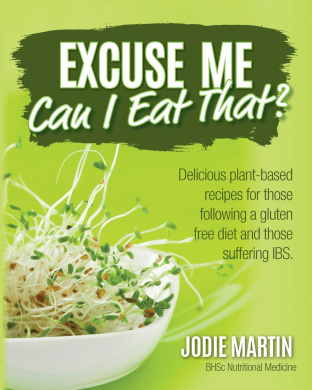 EXCUSE ME
Can I Eat That?
Delicious plant-based
recipes for those
following a gluten
free diet and those
suffering IBS.
JODIE MARTIN
BHSc Nutritional Medicine